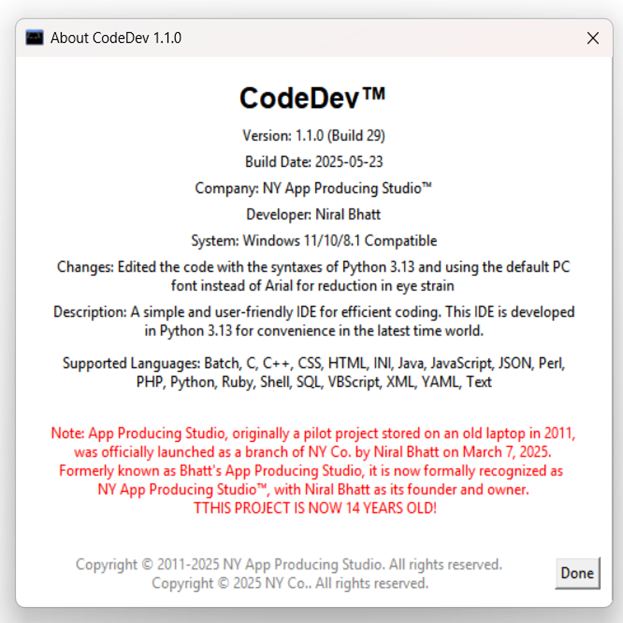 About CodeDev 1.1.0
CodeDev™
Version: 1.1.0 (Build 29)
Build Date: 2025-05-23
Company: NY App Producing Studio™
Developer: Niral Bhatt
System: Windows 11/10/8.1 Compatible
Changes: Edited the code with the syntaxes of Python 3.13 and using the default PC
font instead of Arial for reduction in eye strain
Description: A simple and user-friendly IDE for efficient coding. This IDE is developed
in Python 3.13 for convenience in the latest time world.
Supported Languages: Batch, C, C++, CSS, HTML, INI, Java, JavaScript, JSON, Perl,
PHP, Python, Ruby, Shell, SQL, VBScript, XML, YAML, Text
Note: App Producing Studio, originally a pilot project stored on an old laptop in 2011,
was officially launched as a branch of NY Co. by Niral Bhatt on March 7, 2025.
Formerly known as Bhatt's App Producing Studio, it is now formally recognized as
NY App Producing Studio™, with Niral Bhatt as its founder and owner.
TTHIS PROJECT IS NOW 14 YEARS OLD!
Copyright © 2011-2025 NY App Producing Studio. All rights reserved.
Copyright © 2025 NY Co.. All rights reserved.
Done